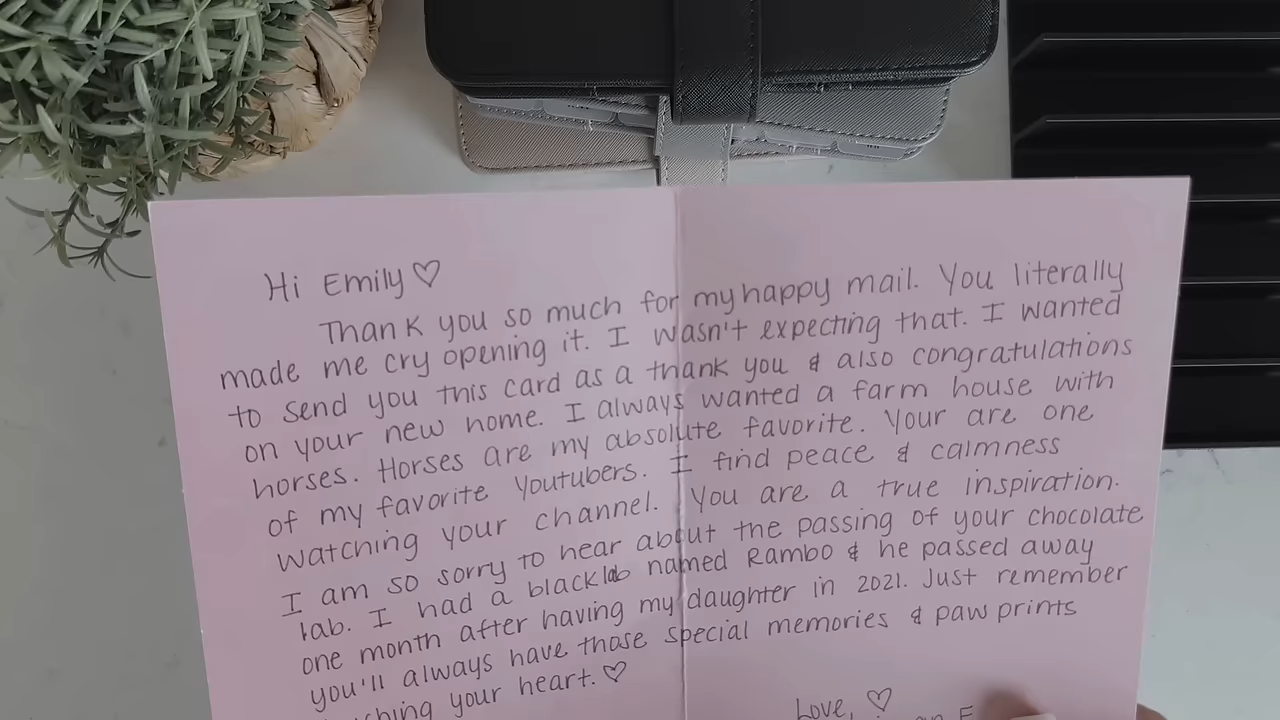 Hi Emily ♡
Thank you so much for my happy mail. You literally
made me cry opening it. I wasn't expecting that. I wanted
to send you this card as a thank you & also congratulations
on your new home. I always wanted a farm house with
horses. Horses are my absolute favorite. Your are one
of my favorite Youtubers. I find peace & calmness
watching your channel. You are a true inspiration.
I am so sorry to hear about the passing of your chocolate
lab. I had a black lab named Rambo & he passed away
one month after having my daughter in 2021. Just remember
you'll always have those special memories & paw prints
your heart. ♡
Love, ♡